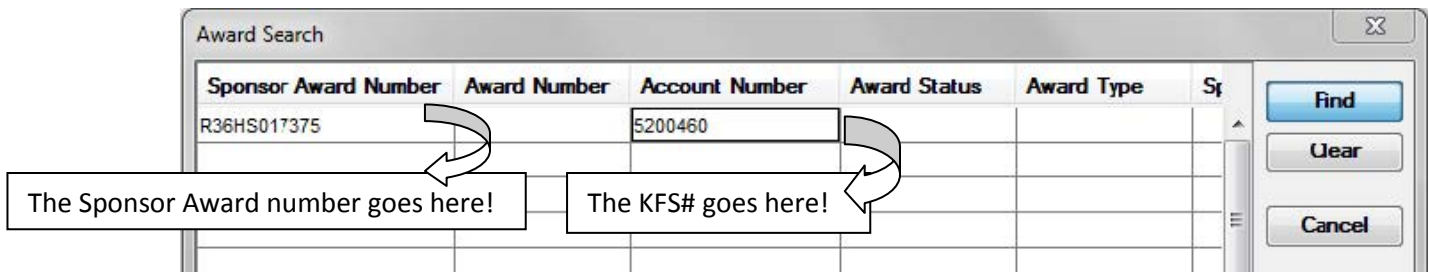 Award Search
Sponsor Award Number Award Number Account Number Award Status Award Type Sp
R36HS017375 5200460
Find
Clear
Cancel
The Sponsor Award number goes here!
The KFS# goes here!